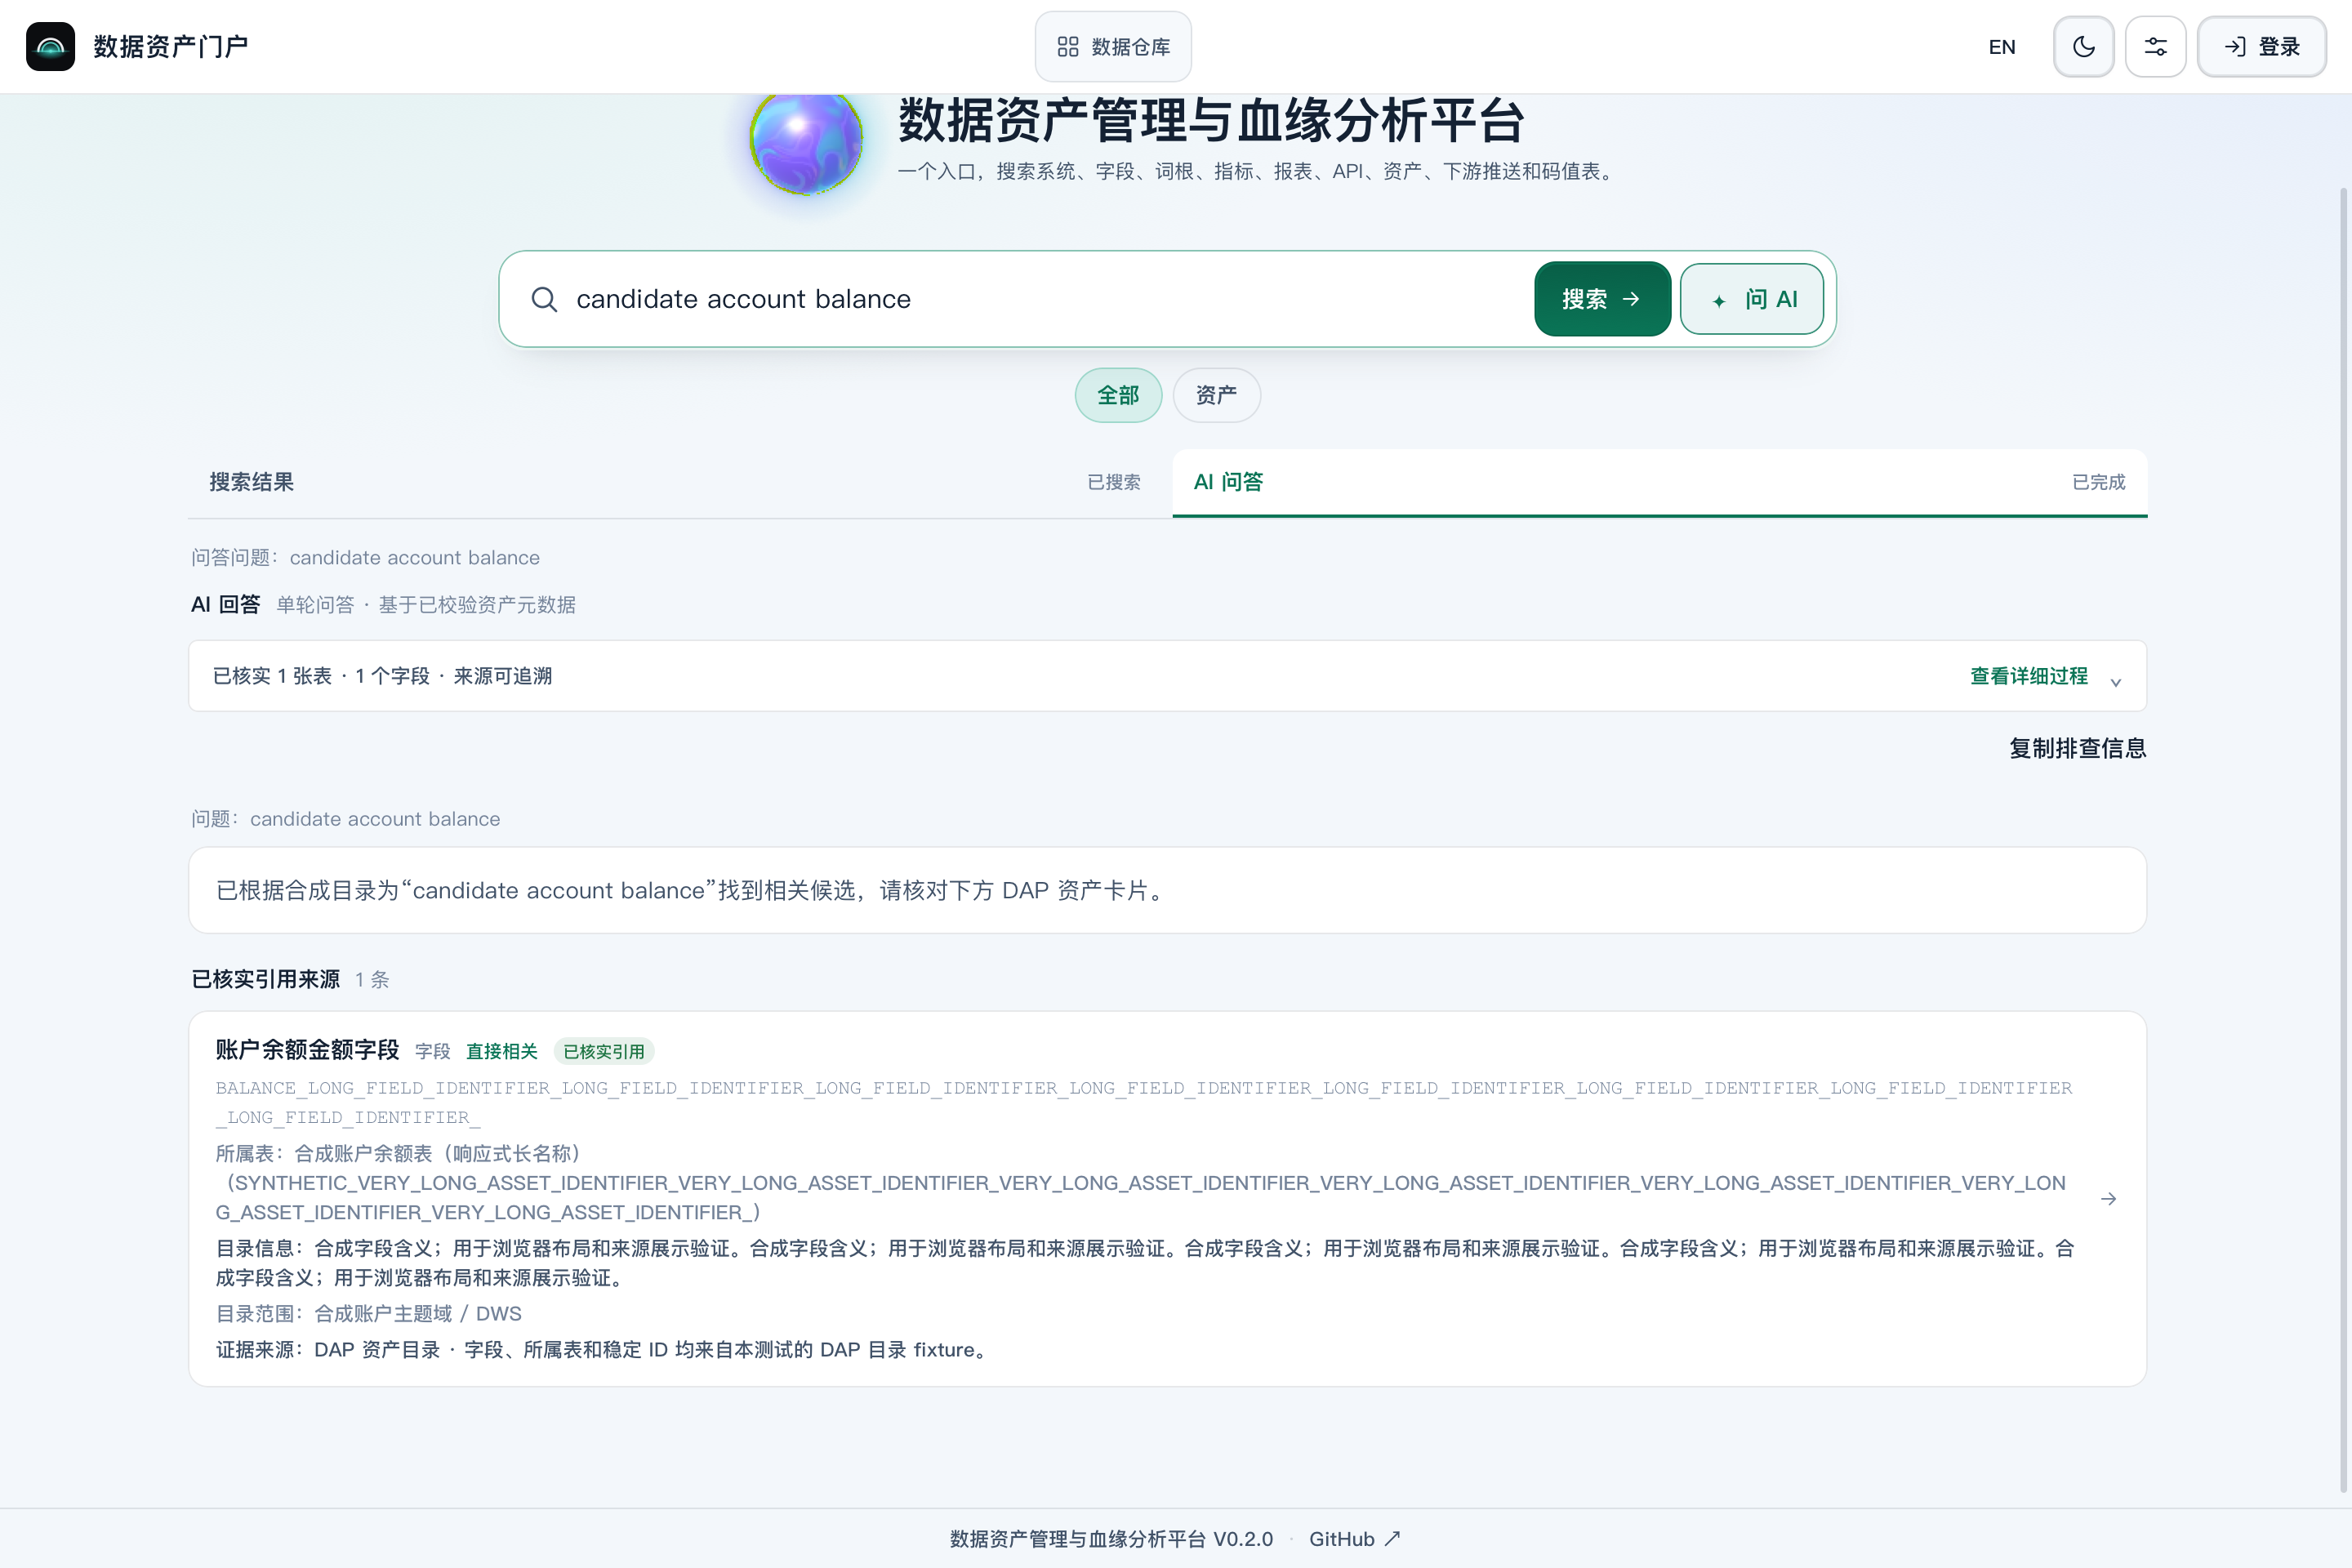 数据资产门户
数据仓库
EN
登录
数据资产管理与血缘分析平台
一个入口，搜索系统、字段、词根、指标、报表、API、资产、下游推送和码值表。
candidate account balance
搜索 →
问 AI
全部
资产
搜索结果
已搜索
AI 问答
已完成
问答问题：candidate account balance
AI 回答 单轮问答 · 基于已校验资产元数据
已核实 1 张表 · 1 个字段 · 来源可追溯
查看详细过程
复制排查信息
问题：candidate account balance
已根据合成目录为“candidate account balance”找到相关候选，请核对下方 DAP 资产卡片。
已核实引用来源 1 条
账户余额金额字段 字段 直接相关 已核实引用
BALANCE_LONG_FIELD_IDENTIFIER_LONG_FIELD_IDENTIFIER_LONG_FIELD_IDENTIFIER_LONG_FIELD_IDENTIFIER_LONG_FIELD_IDENTIFIER_LONG_FIELD_IDENTIFIER_LONG_FIELD_IDENTIFIER
_LONG_FIELD_IDENTIFIER_
所属表：合成账户余额表（响应式长名称）
（SYNTHETIC_VERY_LONG_ASSET_IDENTIFIER_VERY_LONG_ASSET_IDENTIFIER_VERY_LONG_ASSET_IDENTIFIER_VERY_LONG_ASSET_IDENTIFIER_VERY_LONG_ASSET_IDENTIFIER_VERY_LON
G_ASSET_IDENTIFIER_VERY_LONG_ASSET_IDENTIFIER_）
→
目录信息：合成字段含义；用于浏览器布局和来源展示验证。合成字段含义；用于浏览器布局和来源展示验证。合成字段含义；用于浏览器布局和来源展示验证。合成字段含义；用于浏览器布局和来源展示验证。合
成字段含义；用于浏览器布局和来源展示验证。
目录范围：合成账户主题域 / DWS
证据来源：DAP 资产目录 · 字段、所属表和稳定 ID 均来自本测试的 DAP 目录 fixture。
数据资产管理与血缘分析平台 V0.2.0 · GitHub ↗